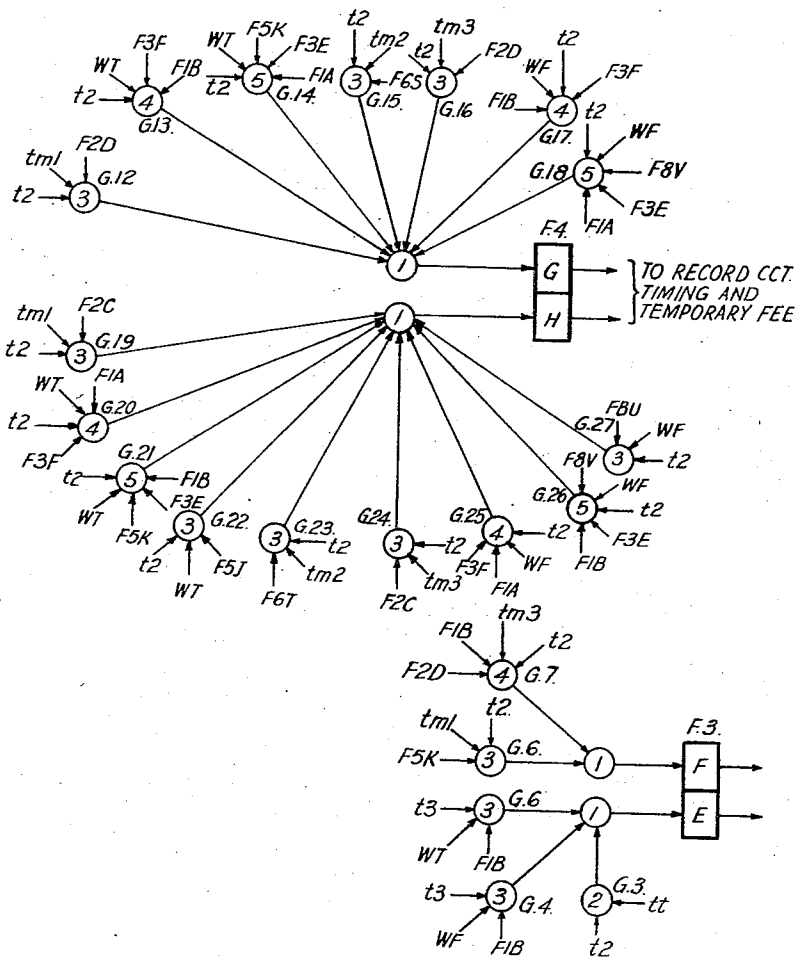 t2 WT F3F F1B 4 G.13.
t2 WT F5K F3E F1A 5 G.14.
t2 tm2 F6S 3 G.15.
t2 tm3 F2D 3 G.16
F1B WF t2 F3F 4 G.17.
t2 WF F8V F3E F1A 5 G.18
t2 tm1 F2D 3 G.12
1
F.4.
G
H
TO RECORD CCT.
TIMING AND
TEMPORARY FEE
1
t2 tm1 F2C 3 G.19
t2 WT F1A F3F 4 G.20
t2 WT F5K F3E F1B 5 G.21
t2 WT F5J 3 G.22.
F6T tm2 t2 3 G.23.
F2C tm3 t2 3 G.24.
F3F F1A WF t2 4 G.25
F8V WF t2 F3E F1B 5 G.26
FBU WF t2 3 G.27
F2D F1B tm3 t2 4 G.7.
F5K tm1 t2. 3 G.6.
1
F.3.
F
E
t3 WT F1B 3 G.6
1
t3 WF F1B 3 G.4.
2 G.3. tt t2